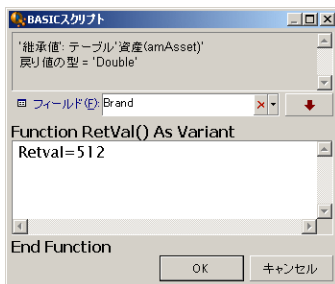 BASICスクリプト
'継承値': テーブル'資産(amAsset)'
戻り値の型 = 'Double'
フィールド(F): Brand
Function RetVal() As Variant
Retval=512
End Function
OK キャンセル